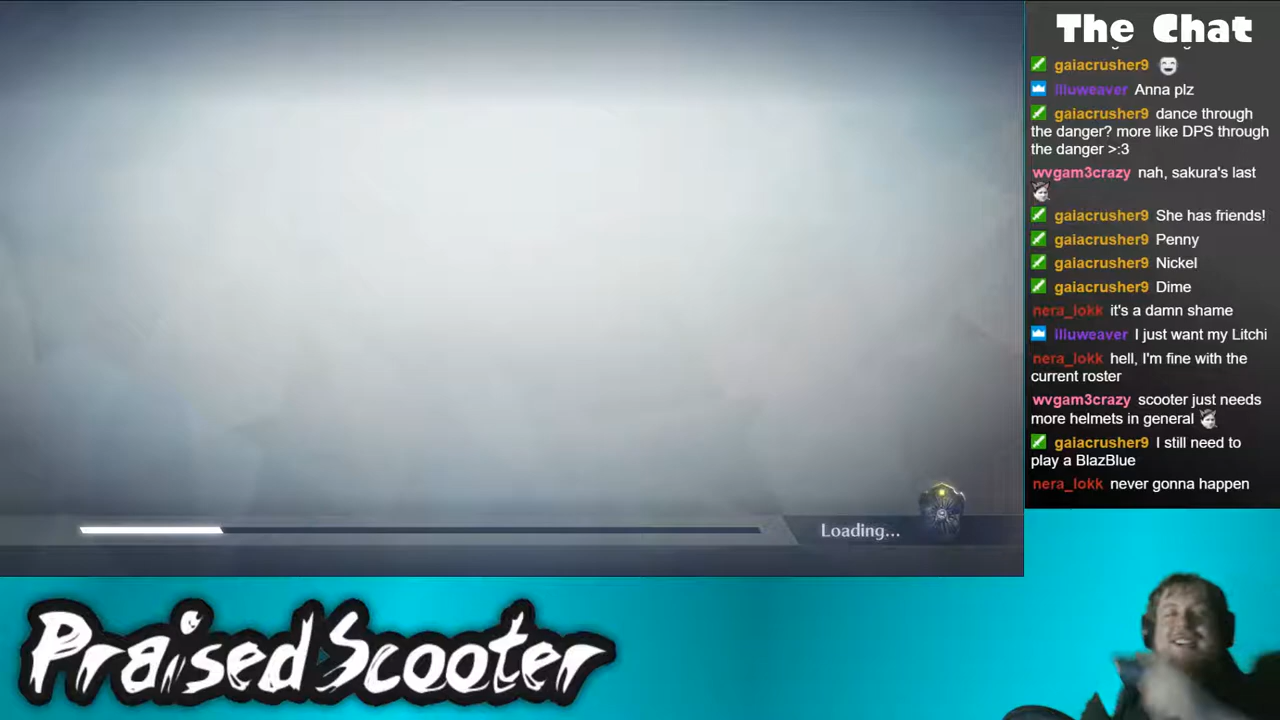 The Chat
gaiacrusher9
Illuweaver Anna plz
gaiacrusher9 dance through
the danger? more like DPS through
the danger >:3
wvgam3crazy nah, sakura's last
gaiacrusher9 She has friends!
gaiacrusher9 Penny
gaiacrusher9 Nickel
gaiacrusher9 Dime
nera_lokk it's a damn shame
Illuweaver I just want my Litchi
nera_lokk hell, I'm fine with the
current roster
wvgam3crazy scooter just needs
more helmets in general
gaiacrusher9 I still need to
play a BlazBlue
nera_lokk never gonna happen
Loading...
PraisedScooter